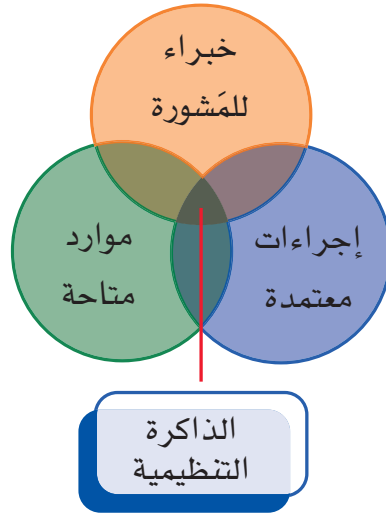 خبراء
للمَشورة
إجراءات
معتمدة
موارد
متاحة
الذاكرة
التنظيمية